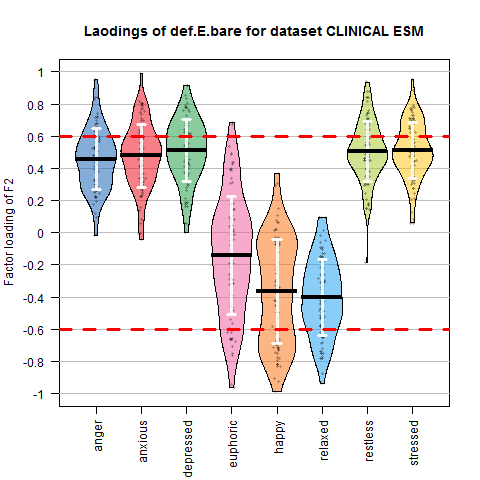 Laodings of def.E.bare for dataset CLINICAL ESM
Factor loading of F2
1
0.8
0.6
0.4
0.2
0
-0.2
-0.4
-0.6
-0.8
-1
anger
anxious
depressed
euphoric
happy
relaxed
restless
stressed